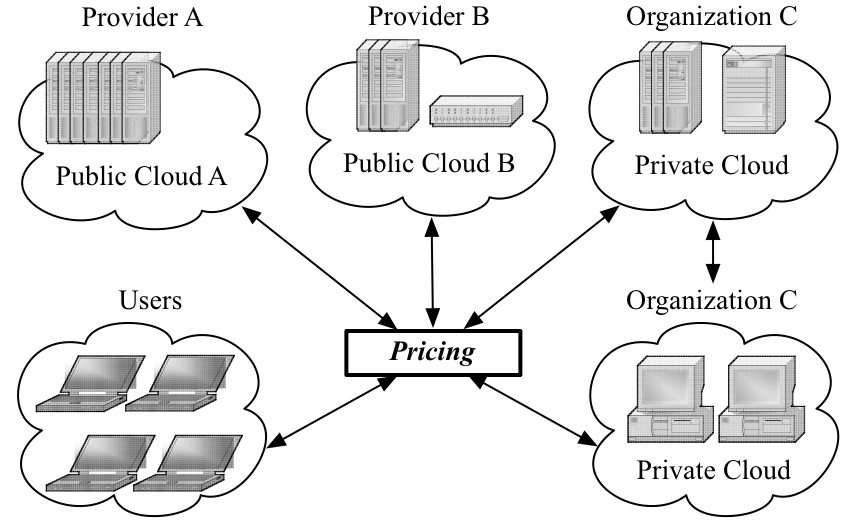 Provider A
Provider B
Organization C
Public Cloud A
Public Cloud B
Private Cloud
Users
Organization C
Pricing
Private Cloud